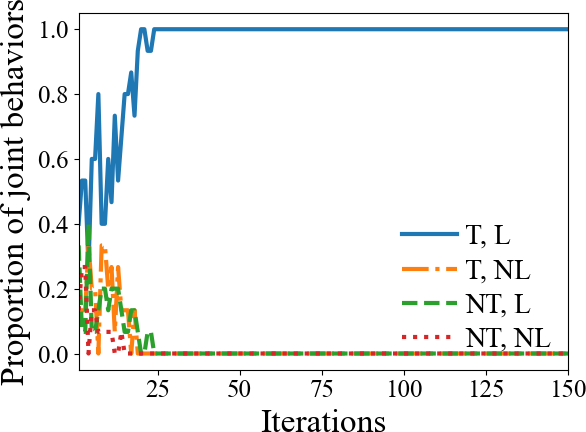 Proportion of joint behaviors
1.0
0.8
0.6
0.4
0.2
0.0
T, L
T, NL
NT, L
NT, NL
25 50 75 100 125 150
Iterations